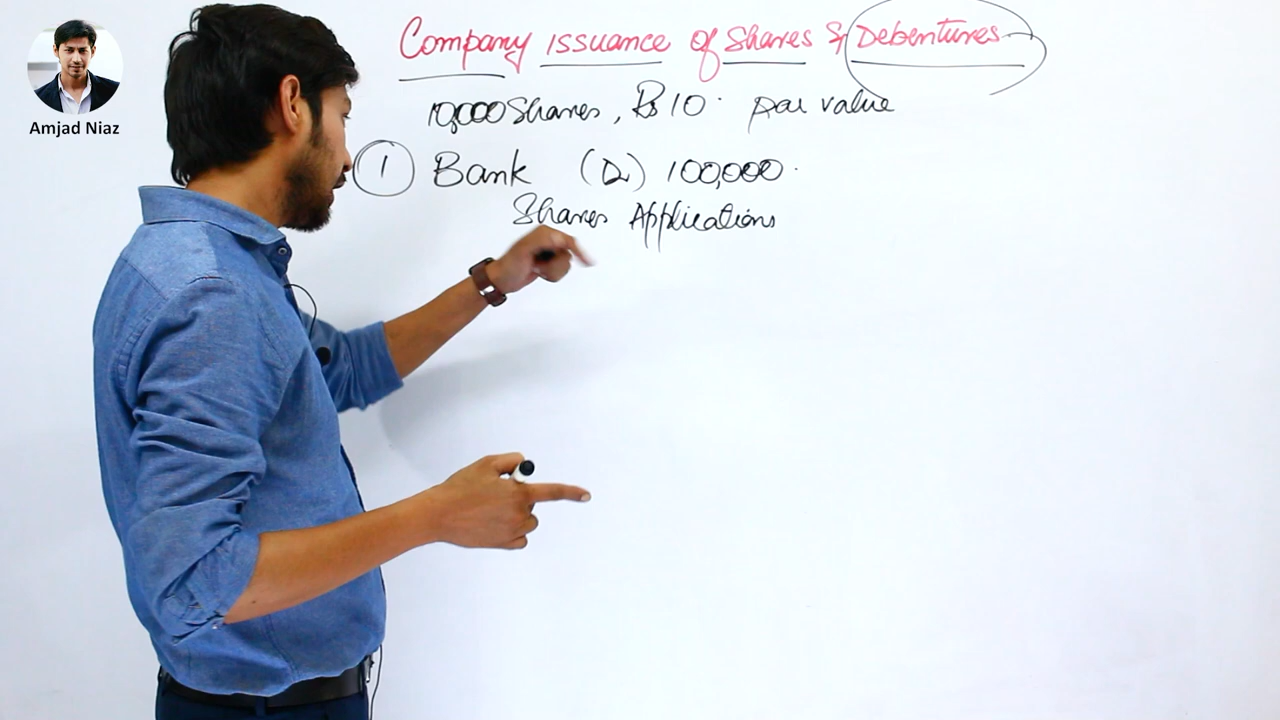 Amjad Niaz
Company issuance of shares & Debentures
10,000 Shares, Rs 10. par value
1 Bank (Dr) 100,000.
Shares Applications